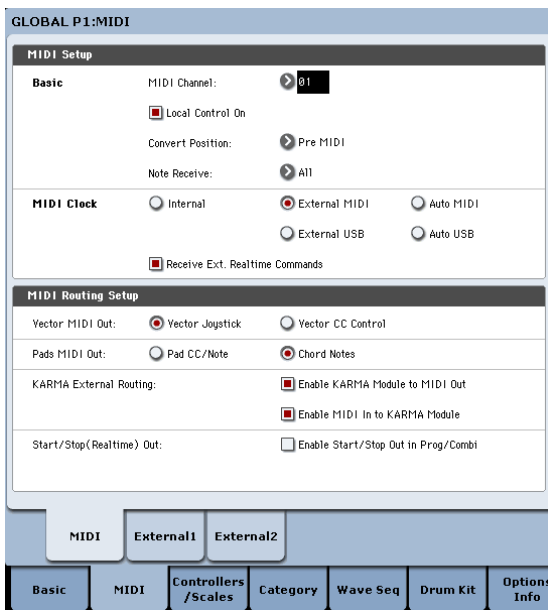 GLOBAL P1:MIDI
MIDI Setup
Basic MIDI Channel: 01
Local Control On
Convert Position: Pre MIDI
Note Receive: All
MIDI Clock Internal External MIDI Auto MIDI
External USB Auto USB
Receive Ext. Realtime Commands
MIDI Routing Setup
Vector MIDI Out: Vector Joystick Vector CC Control
Pads MIDI Out: Pad CC/Note Chord Notes
KARMA External Routing: Enable KARMA Module to MIDI Out
Enable MIDI In to KARMA Module
Start/Stop(Realtime) Out: Enable Start/Stop Out in Prog/Combi
MIDI External1 External2
Basic MIDI Controllers /Scales Category Wave Seq Drum Kit Options Info